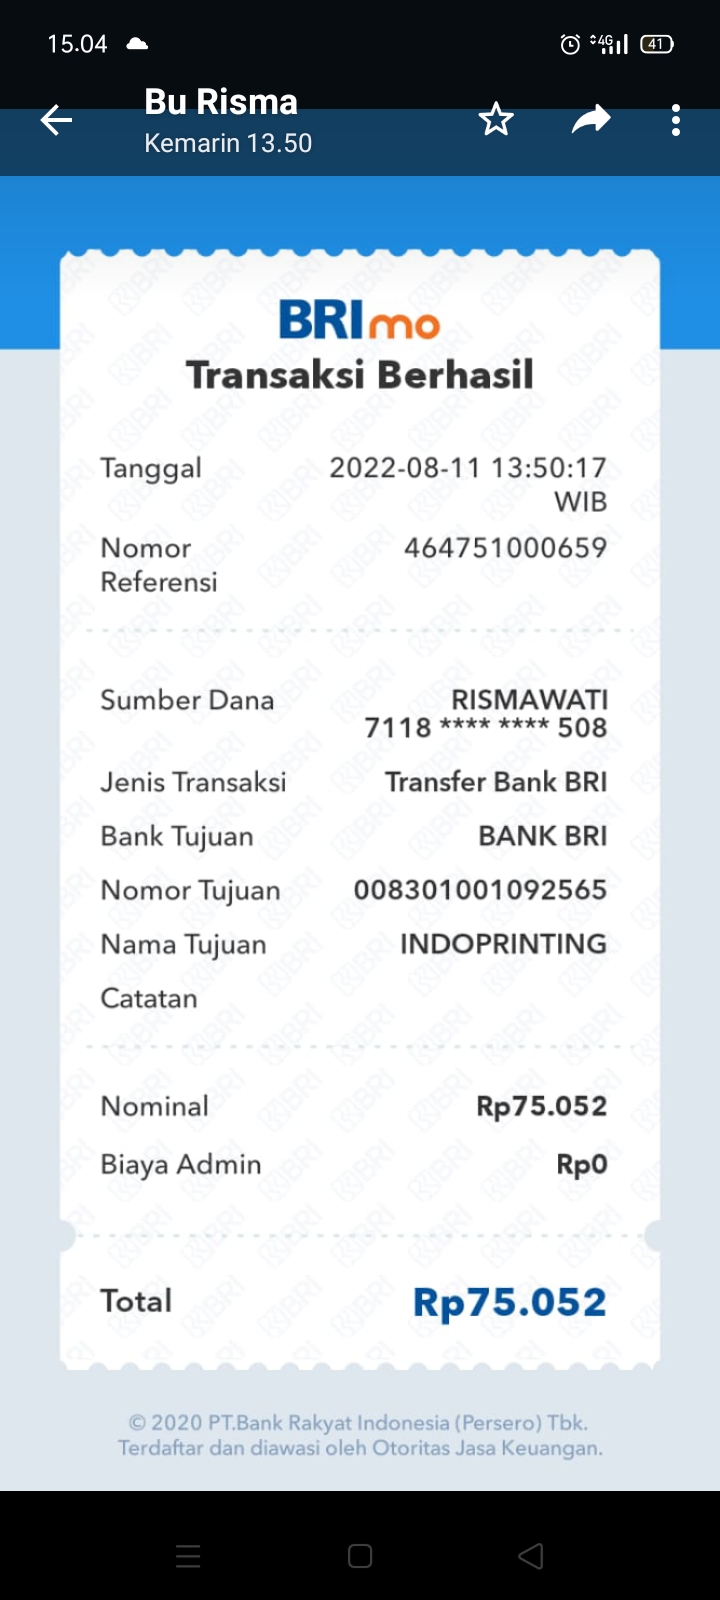 15.04
4G
41
Bu Risma
Kemarin 13.50
BRImo
Transaksi Berhasil
Tanggal 2022-08-11 13:50:17
WIB
Nomor 464751000659
Referensi
Sumber Dana RISMAWATI
7118 **** **** 508
Jenis Transaksi Transfer Bank BRI
Bank Tujuan BANK BRI
Nomor Tujuan 008301001092565
Nama Tujuan INDOPRINTING
Catatan
Nominal Rp75.052
Biaya Admin Rp0
Total Rp75.052
© 2020 PT.Bank Rakyat Indonesia (Persero) Tbk.
Terdaftar dan diawasi oleh Otoritas Jasa Keuangan.